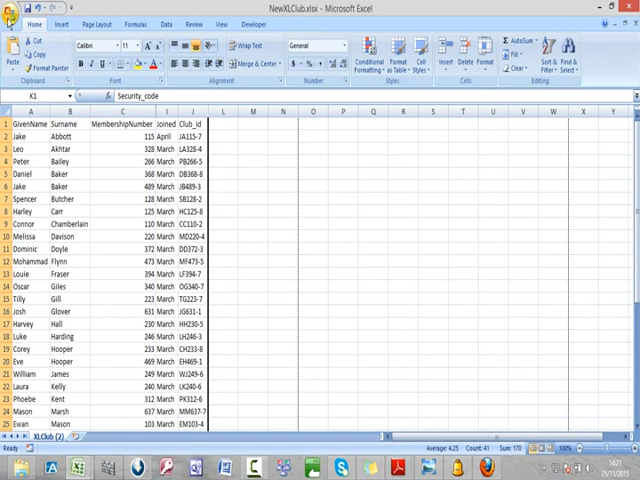 NewXLClub.xlsx - Microsoft Excel
Home Insert Page Layout Formulas Data Review View Developer
Cut Calibri 11 Wrap Text General AutoSum
Copy Fill
Paste Format Painter Merge & Center Conditional Formatting Format as Table Cell Styles Insert Delete Format Clear Sort & Filter Find & Select
Clipboard Font Alignment Number Styles Cells Editing
K1 Security_code
A B C I J L M N O P Q R S T U V W X Y
1 GivenName Surname MembershipNumber Joined Club_id
2 Jake Abbott 115 April JA115-7
3 Leo Akhtar 328 March LA328-4
4 Peter Bailey 266 March PB266-5
5 Daniel Baker 368 March DB368-8
6 Jake Baker 489 March JB489-3
7 Spencer Butcher 128 March SB128-2
8 Harley Carr 125 March HC125-8
9 Connor Chamberlain 110 March CC110-2
10 Melissa Davison 220 March MD220-4
11 Dominic Doyle 372 March DD372-3
12 Mohammad Flynn 473 March MF473-5
13 Louie Fraser 394 March LF394-7
14 Oscar Giles 340 March OG340-7
15 Tilly Gill 223 March TG223-7
16 Josh Glover 631 March JG631-1
17 Harvey Hall 230 March HH230-5
18 Luke Harding 246 March LH246-3
19 Corey Hooper 233 March CH233-8
20 Eve Hooper 469 March EH469-1
21 William James 249 March WJ249-6
22 Laura Kelly 240 March LK240-6
23 Phoebe Kent 312 March PK312-6
24 Mason Marsh 637 March MM637-7
25 Ewan Mason 103 March EM103-4
XLClub (2)
Ready Average: 4.25 Count: 41 Sum: 170 100%
14:21
25/11/2015